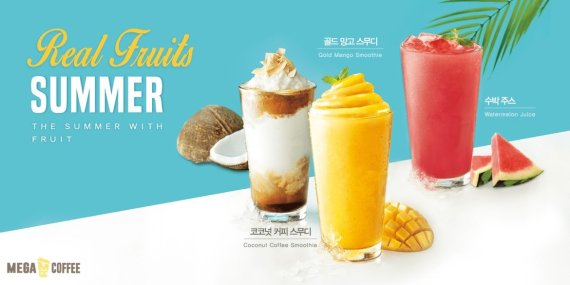 Real Fruits
SUMMER
THE SUMMER WITH
FRUIT
골드 망고 스무디
Gold Mango Smoothie
수박 주스
Watermelon Juice
코코넛 커피 스무디
Coconut Coffee Smoothie
MEGA COFFEE